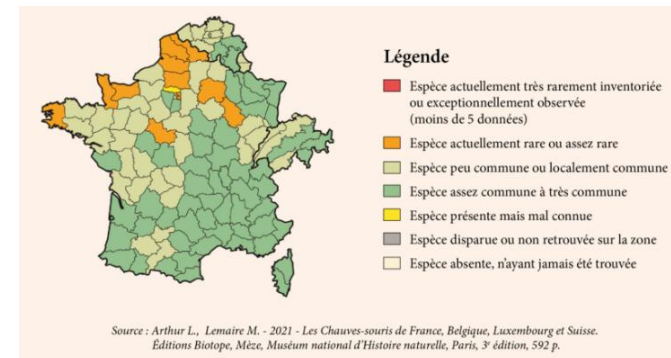 Légende
Espèce actuellement très rarement inventoriée
ou exceptionnellement observée
(moins de 5 données)
Espèce actuellement rare ou assez rare
Espèce peu commune ou localement commune
Espèce assez commune à très commune
Espèce présente mais mal connue
Espèce disparue ou non retrouvée sur la zone
Espèce absente, n'ayant jamais été trouvée
Source : Arthur L., Lemaire M. - 2021 - Les Chauves-souris de France, Belgique, Luxembourg et Suisse.
Éditions Biotope, Mèze, Muséum national d'Histoire naturelle, Paris, 3e édition, 592 p.